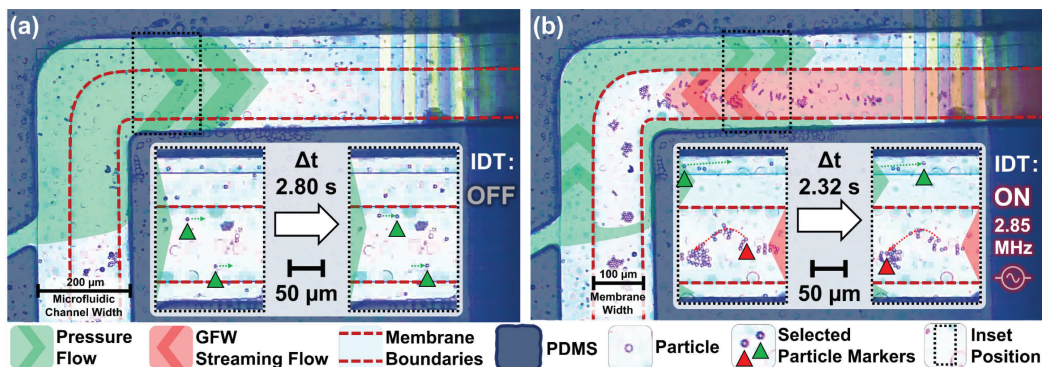 (a)
IDT:
OFF
Δt
2.80 s
50 μm
200 μm
Microfluidic
Channel Width
(b)
IDT:
ON
2.85
MHz
Δt
2.32 s
50 μm
100 μm
Membrane
Width
Pressure
Flow
GFW
Streaming Flow
Membrane
Boundaries
PDMS
Particle
Selected
Particle Markers
Inset
Position